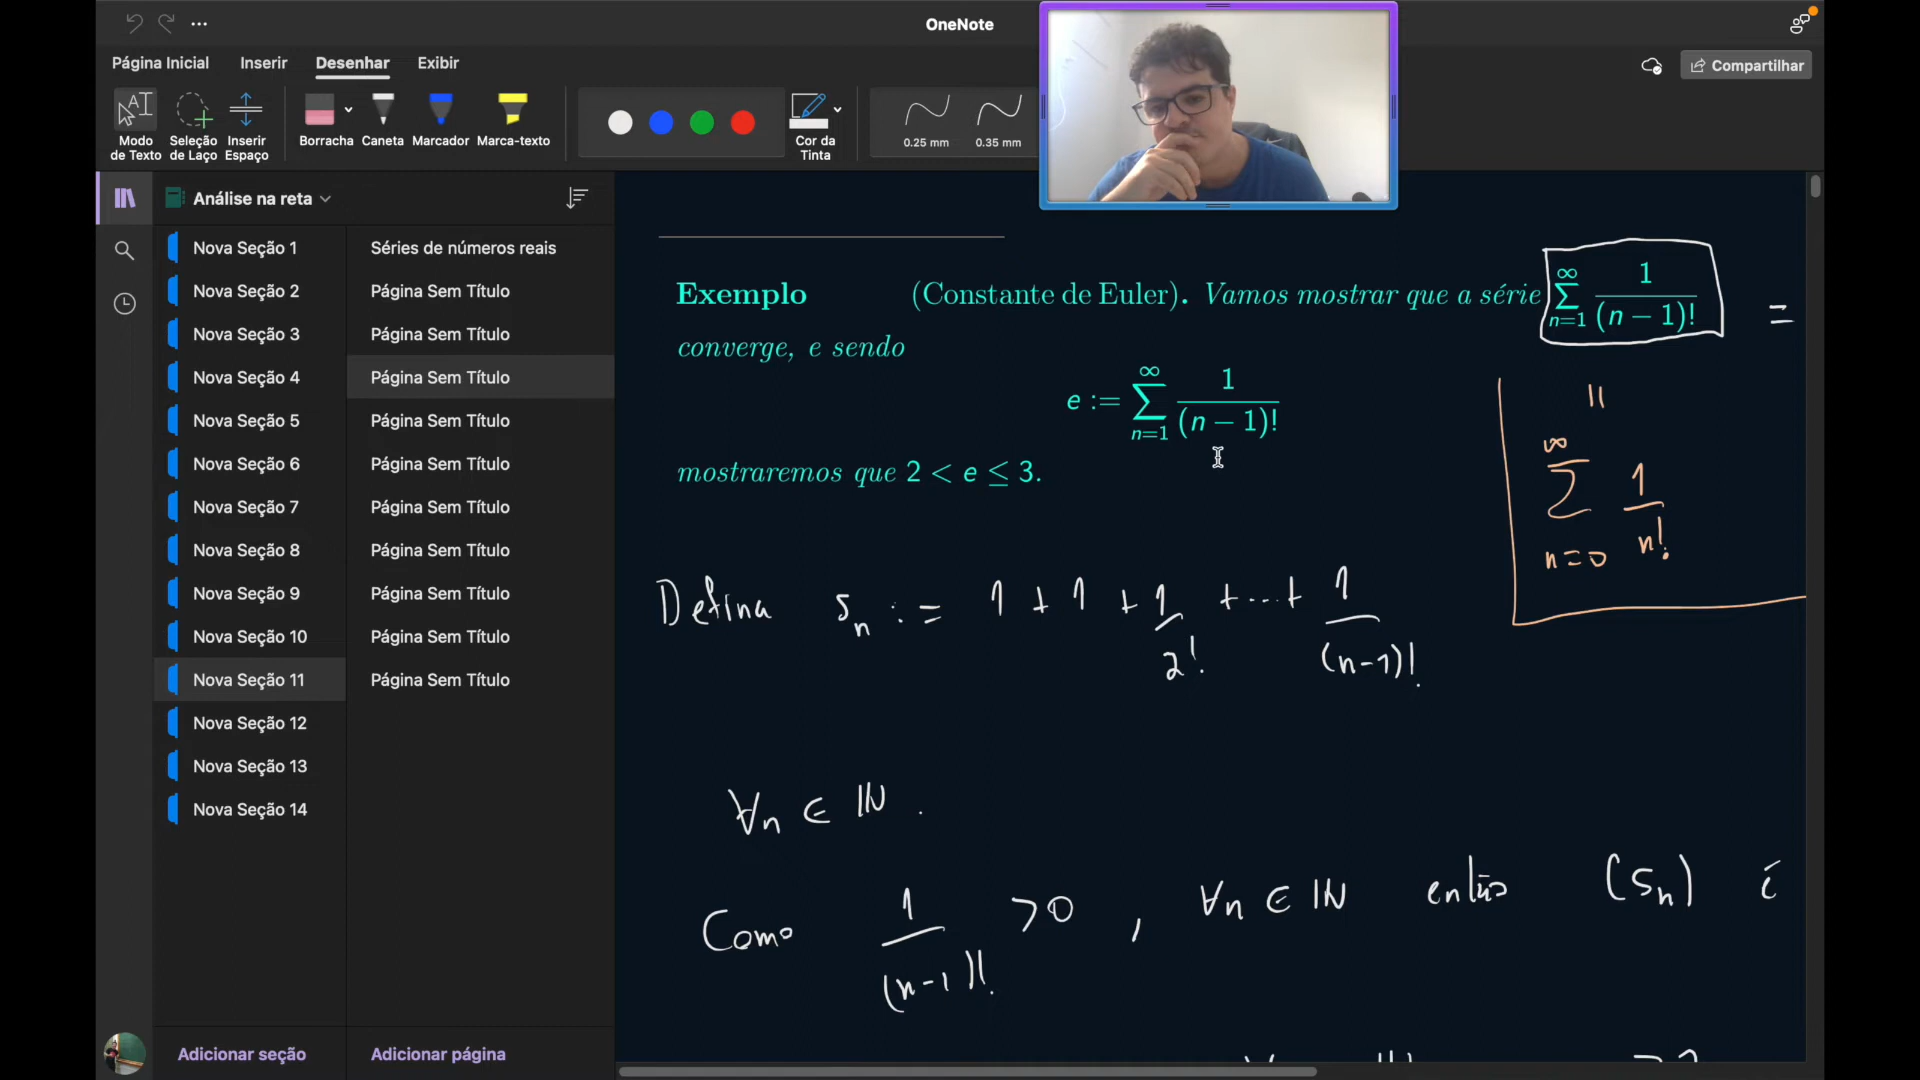 OneNote
Página Inicial Inserir Desenhar Exibir
Compartilhar
Modo de Texto
Seleção de Laço
Inserir Espaço
Borracha
Caneta
Marcador
Marca-texto
Cor da Tinta
0.25 mm
0.35 mm
Análise na reta
Nova Seção 1
Nova Seção 2
Nova Seção 3
Nova Seção 4
Nova Seção 5
Nova Seção 6
Nova Seção 7
Nova Seção 8
Nova Seção 9
Nova Seção 10
Nova Seção 11
Nova Seção 12
Nova Seção 13
Nova Seção 14
Adicionar seção
Séries de números reais
Página Sem Título
Página Sem Título
Página Sem Título
Página Sem Título
Página Sem Título
Página Sem Título
Página Sem Título
Página Sem Título
Página Sem Título
Página Sem Título
Adicionar página
Exemplo (Constante de Euler). Vamos mostrar que a série ∑_{n=1}^{∞} 1/(n − 1)! =
converge, e sendo
e := ∑_{n=1}^{∞} 1/(n − 1)!
mostraremos que 2 < e ≤ 3.
=
∑_{n=0}^{∞} 1/n!
Defina s_n := 1 + 1 + 1/2! + ... + 1/(n-1)!
∀n ∈ IN.
Como 1/(n-1)! >0, ∀n ∈ IN então (s_n) é